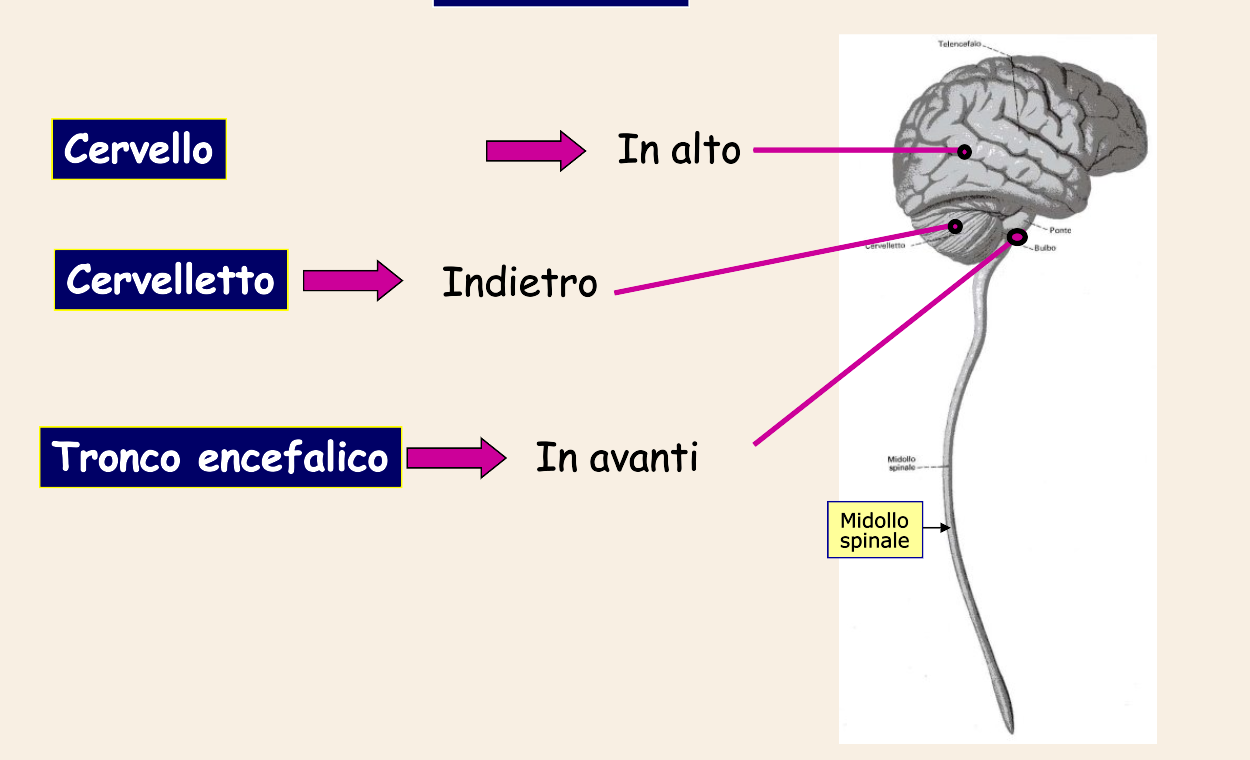 Telencefalo
Cervello
In alto
Ponte
Cervelletto
Bulbo
Cervelletto
Indietro
Tronco encefalico
In avanti
Midollo
spinale
Midollo
spinale